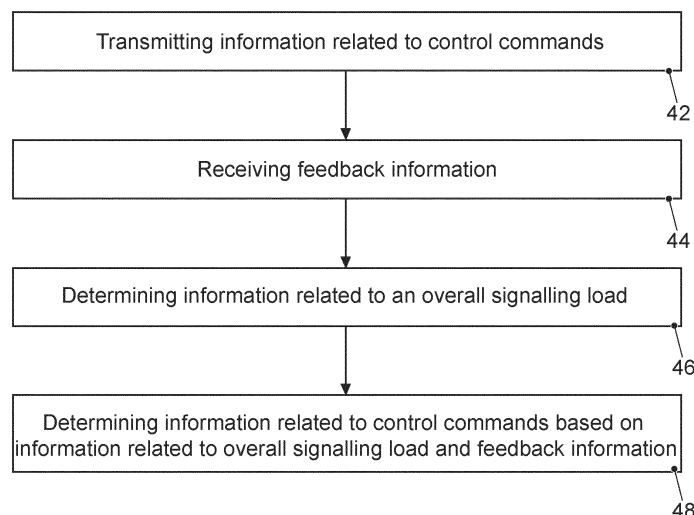 Transmitting information related to control commands
42
Receiving feedback information
44
Determining information related to an overall signalling load
46
Determining information related to control commands based on
information related to overall signalling load and feedback information
48